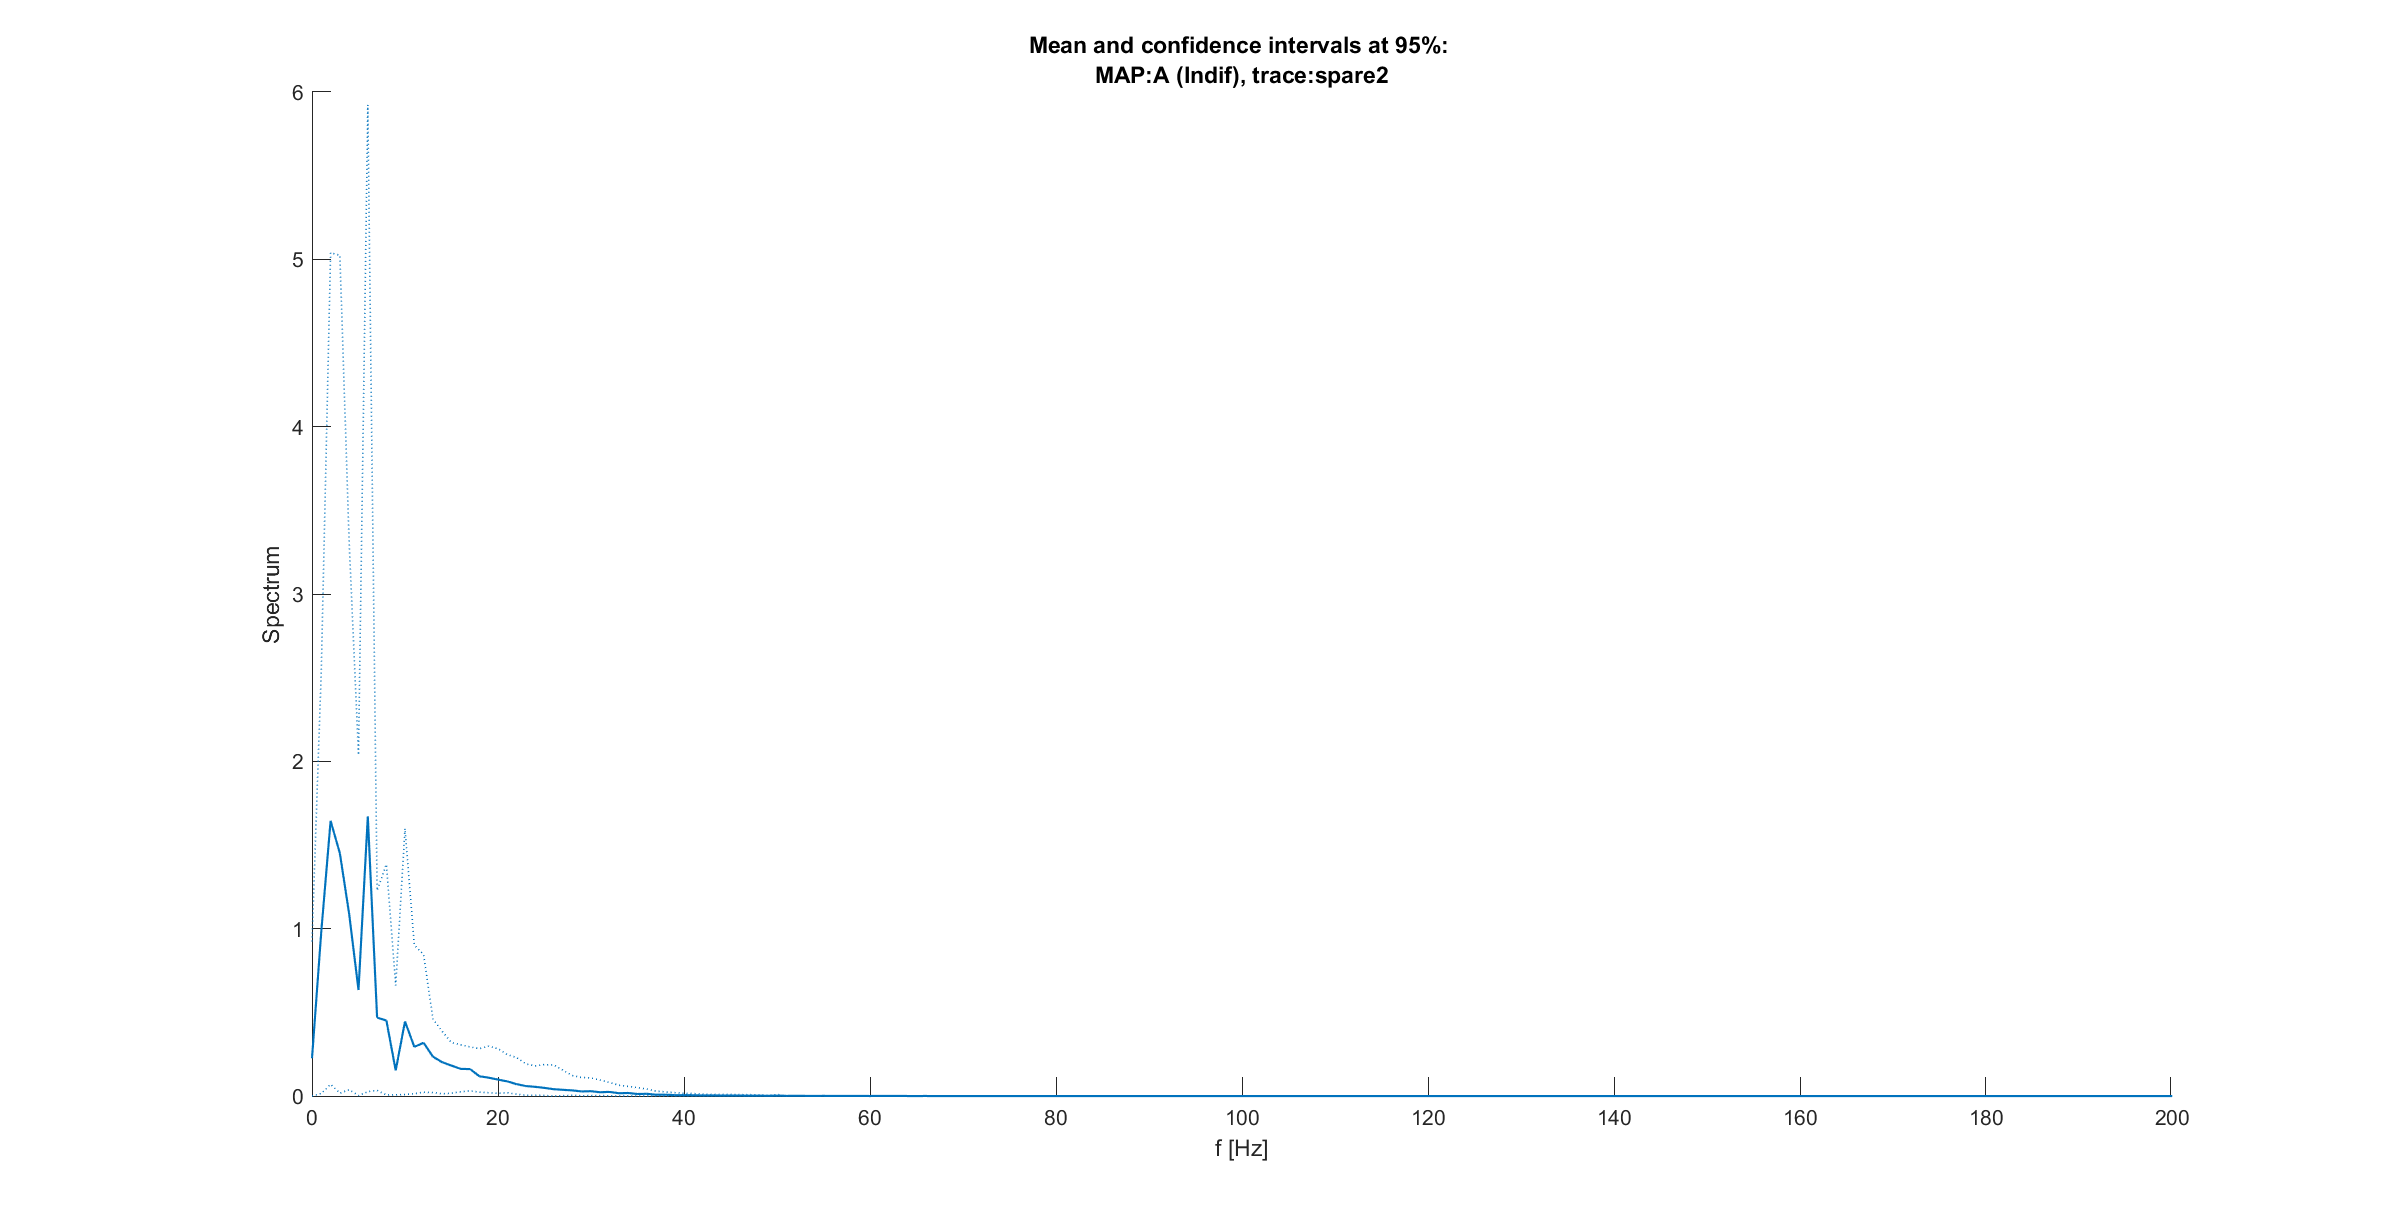 Mean and confidence intervals at 95%:
MAP:A (Indif), trace:spare2
6
5
4
3
2
1
0
Spectrum
0 20 40 60 80 100 120 140 160 180 200
f [Hz]